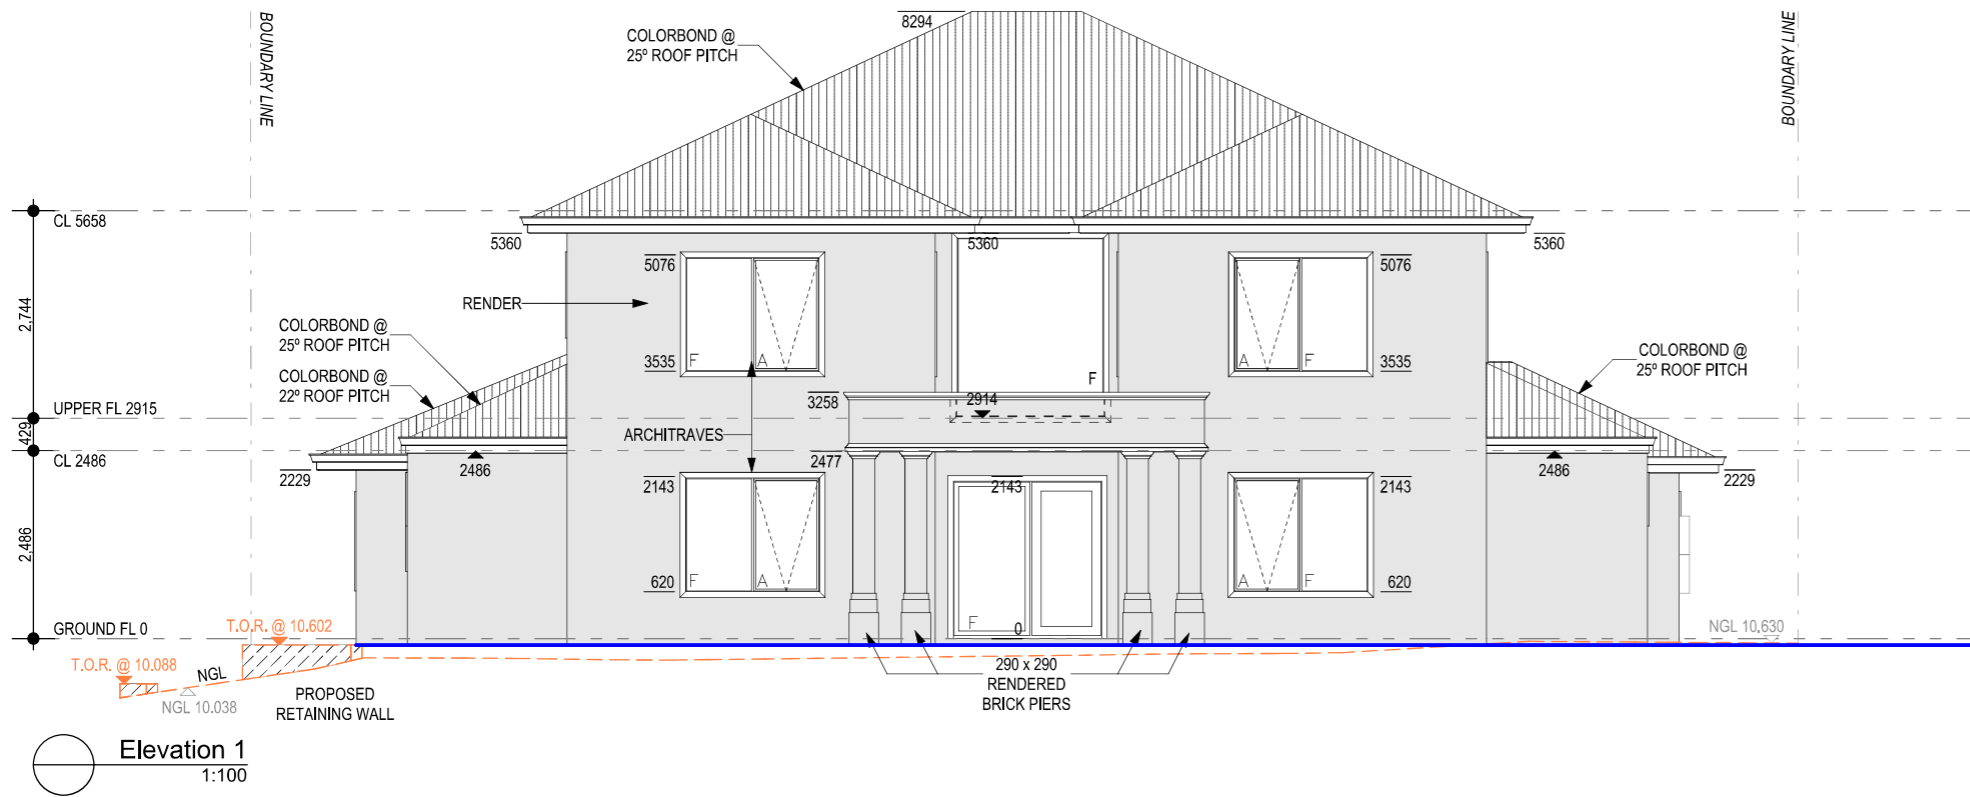 BOUNDARY LINE
8294
COLORBOND @
25º ROOF PITCH
BOUNDARY LINE
CL 5658
5360
5360
5360
5076
5076
RENDER
2,744
COLORBOND @
25º ROOF PITCH
COLORBOND @
22º ROOF PITCH
3535
F
A
A
F
3535
COLORBOND @
25º ROOF PITCH
F
3258
2914
UPPER FL 2915
429
ARCHITRAVES
CL 2486
2486
2477
2486
2229
2143
2143
2143
2229
2,486
620
F
A
A
F
620
GROUND FL 0
T.O.R. @ 10.602
F
0
NGL 10.630
T.O.R. @ 10.088
NGL
NGL 10.038
PROPOSED
RETAINING WALL
290 x 290
RENDERED
BRICK PIERS
Elevation 1
1:100